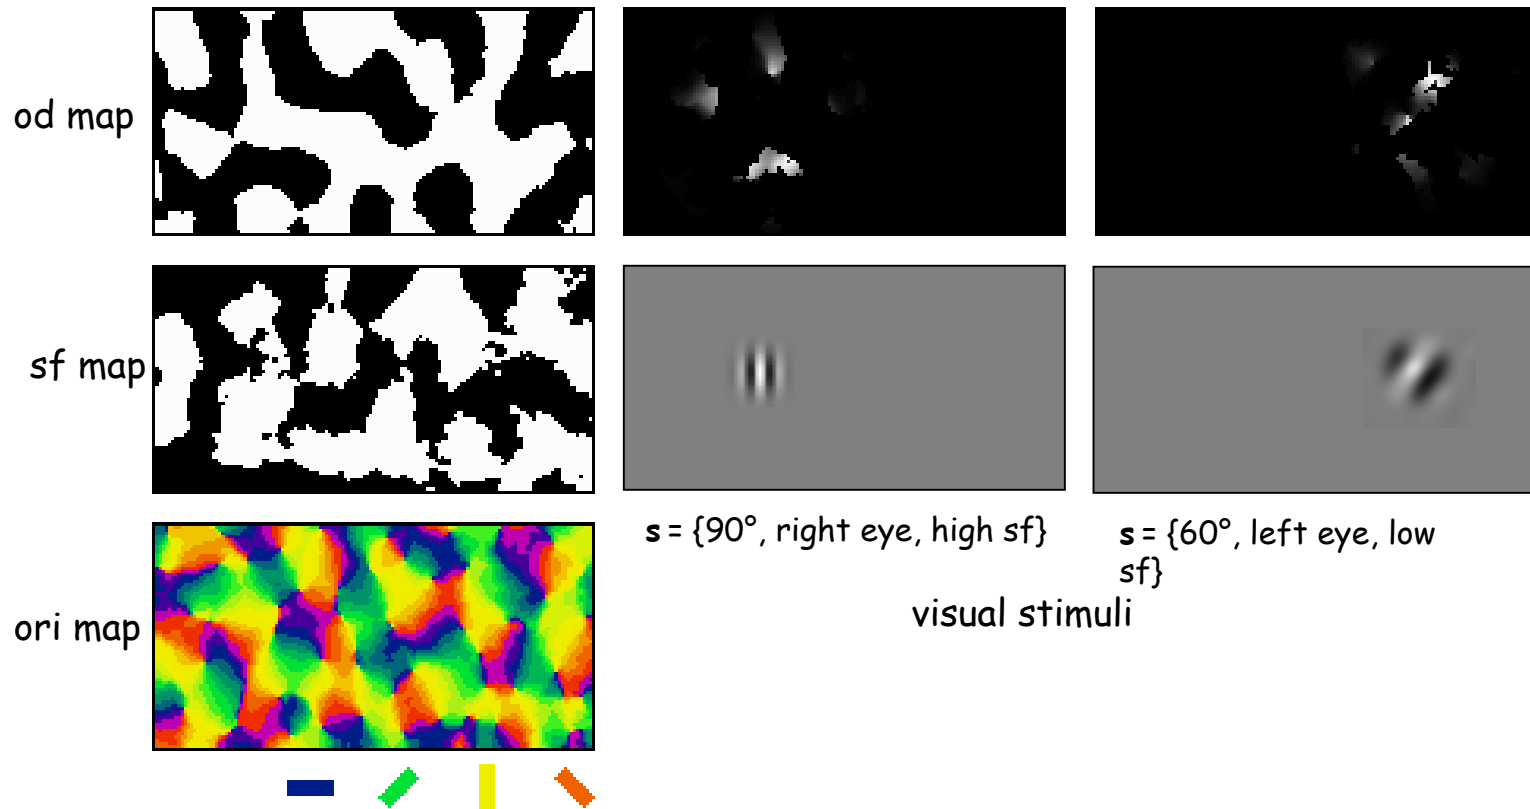 od map
sf map
s = {90°, right eye, high sf}
s = {60°, left eye, low
sf}
visual stimuli
ori map